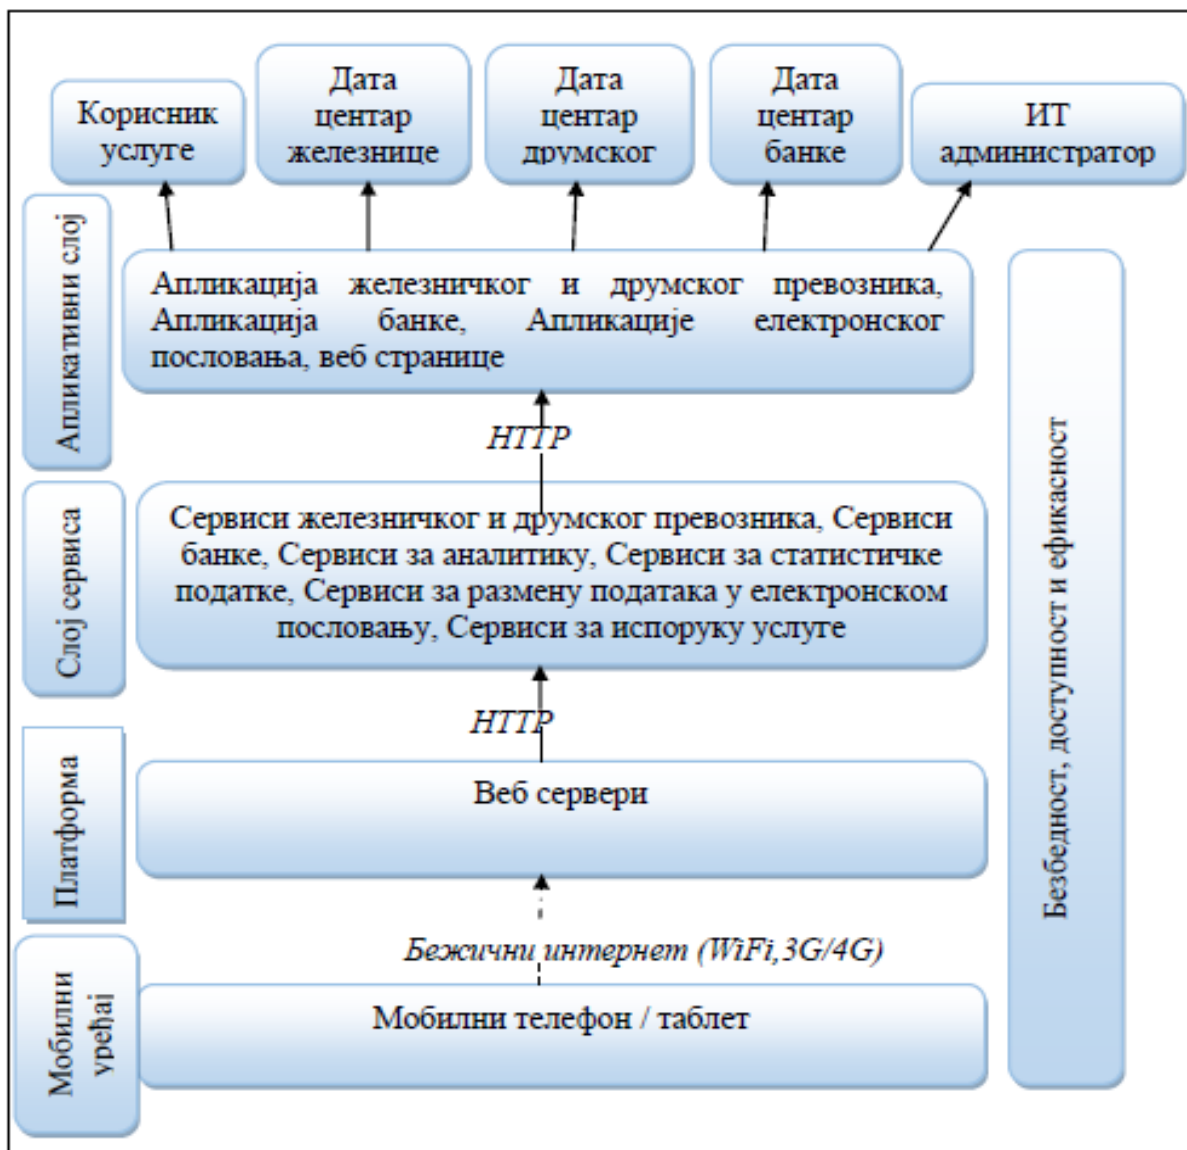 Корисник
услуге
Дата
центар
железнице
Дата
центар
друмског
Дата
центар
банке
ИТ
администратор
Апликативни слој
Апликација железничког и друмског превозника,
Апликација банке, Апликације електронског
пословања, веб странице
HTTP
Слој сервиса
Сервиси железничког и друмског превозника, Сервиси
банке, Сервиси за аналитику, Сервиси за статистичке
податке, Сервиси за размену података у електронском
пословању, Сервиси за испоруку услуге
HTTP
Платформа
Веб сервери
Бежични интернет (WiFi,3G/4G)
Мобилни
уређај
Мобилни телефон / таблет
Безбедност, доступност и ефикасност